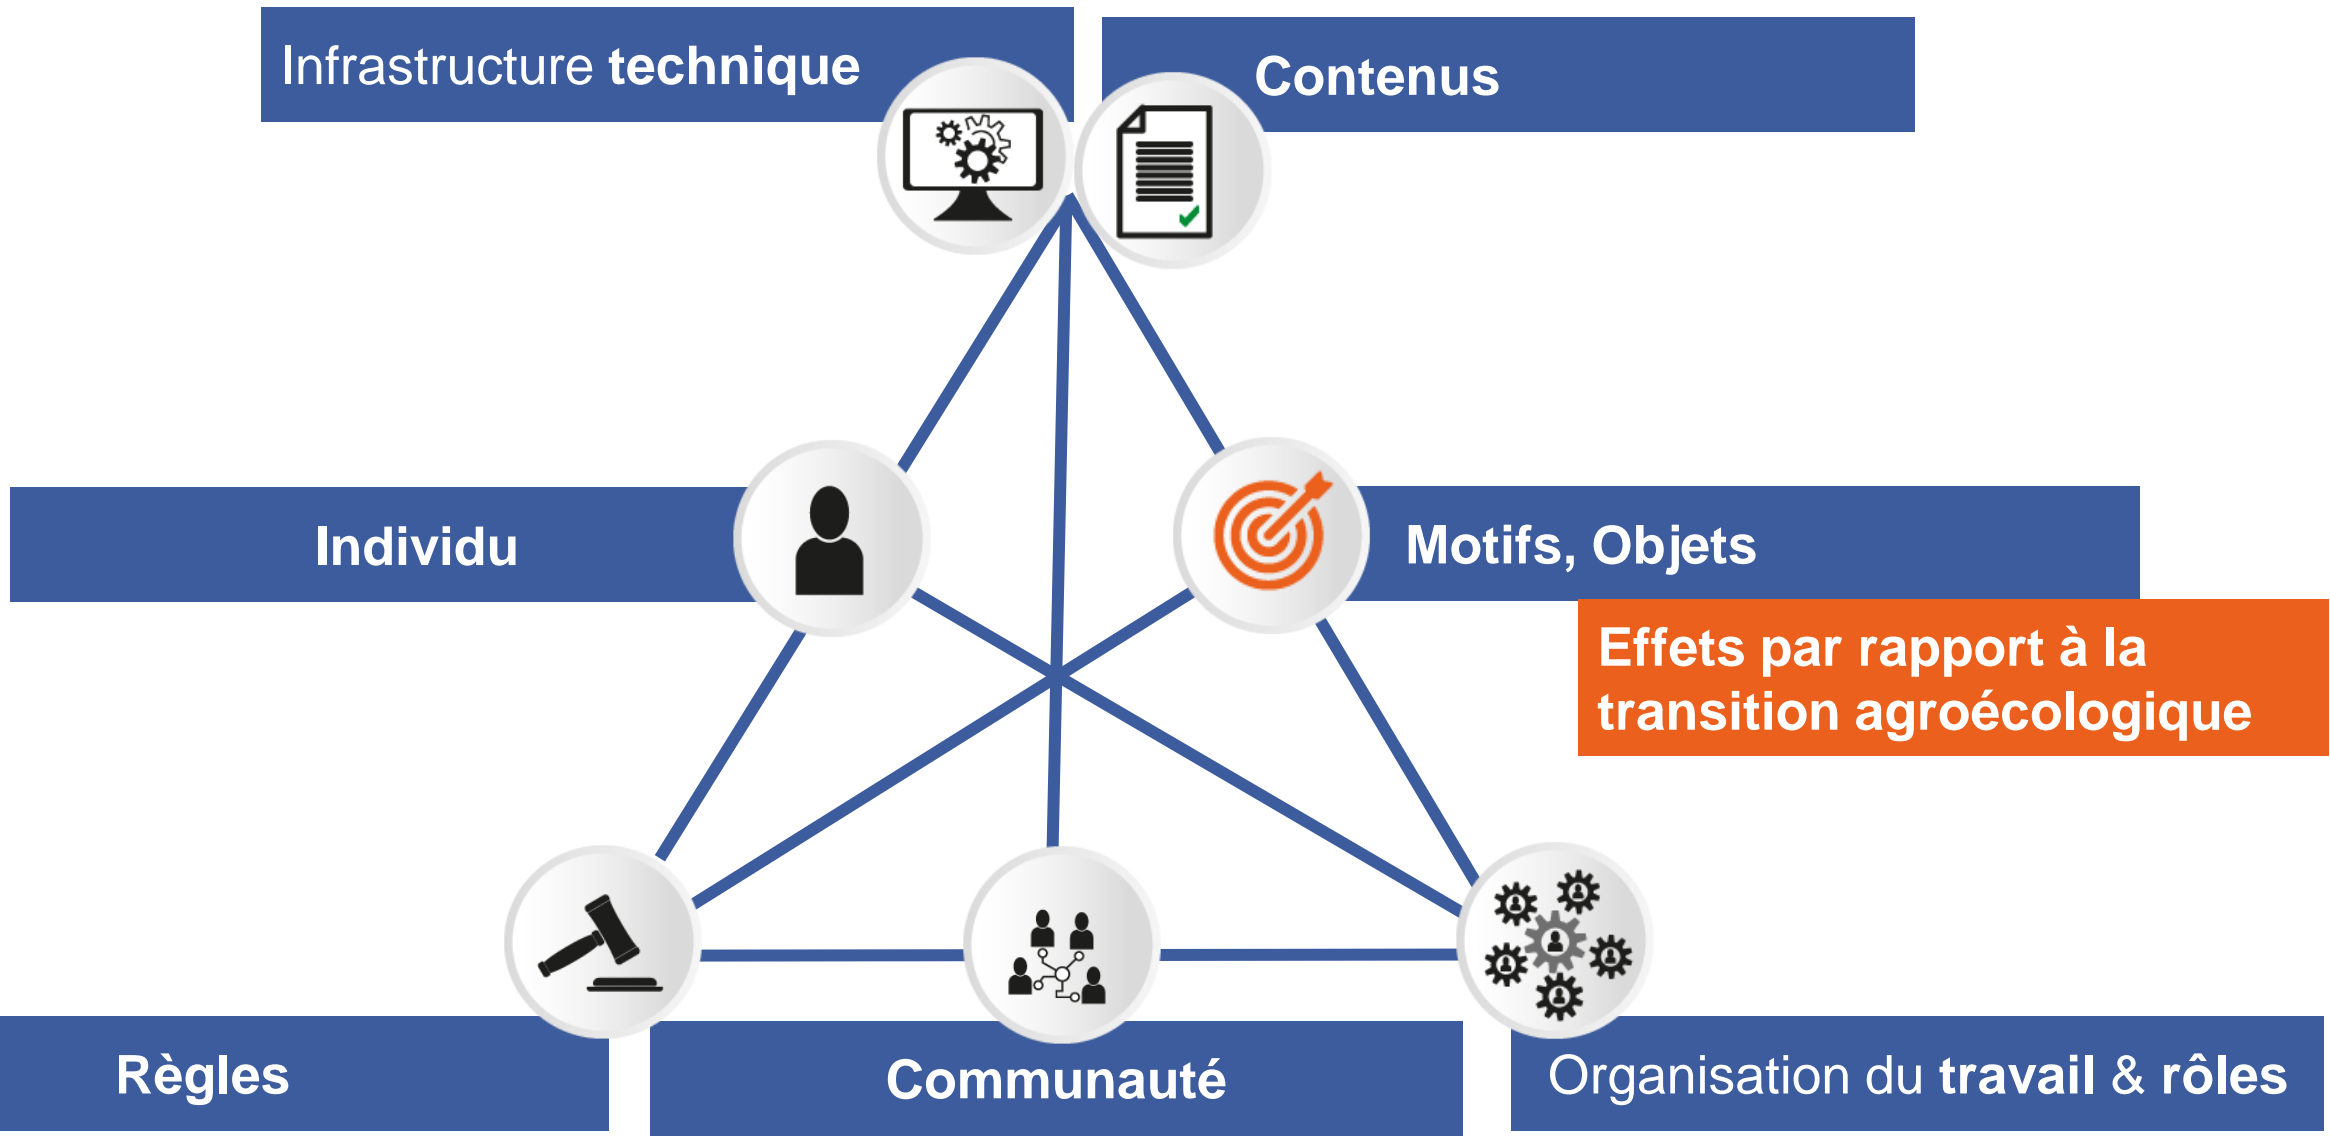 Infrastructure technique
Contenus
Individu
Motifs, Objets
Effets par rapport à la
transition agroécologique
Règles
Communauté
Organisation du travail & rôles